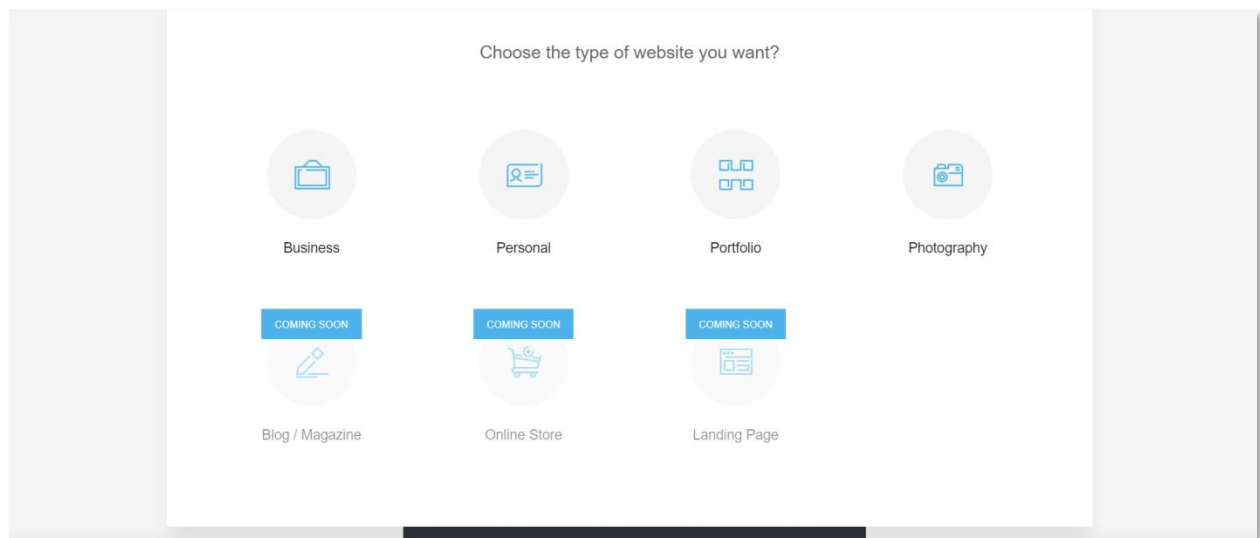 Choose the type of website you want?
Business Personal Portfolio Photography
COMING SOON COMING SOON COMING SOON
Blog / Magazine Online Store Landing Page